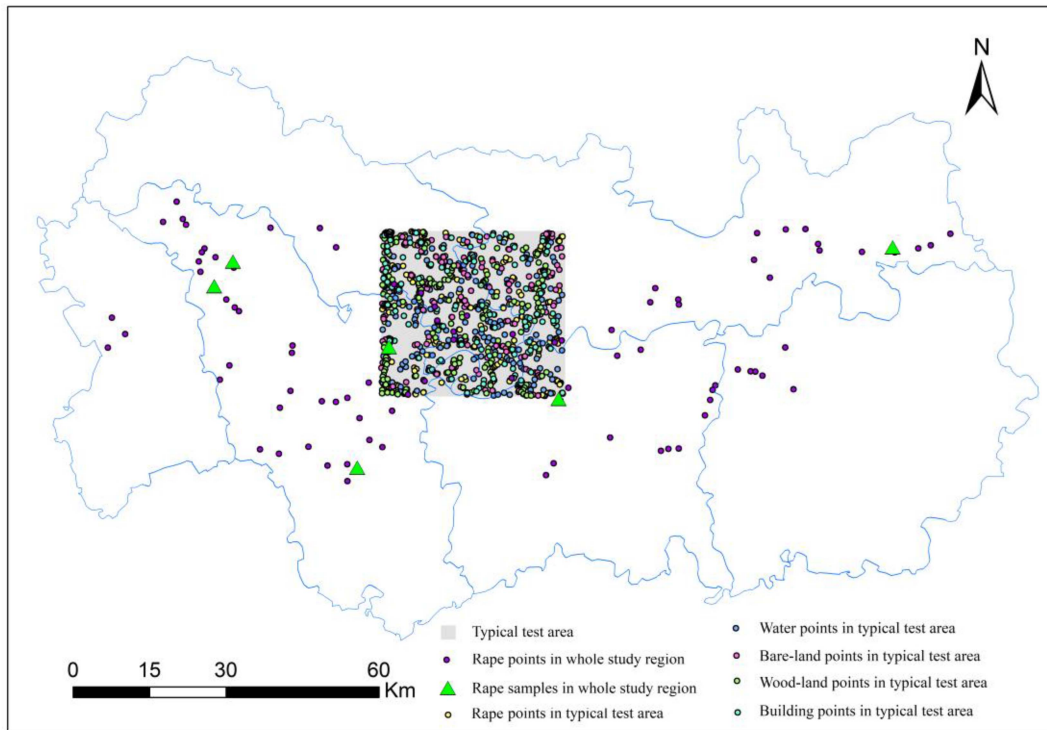 N
Typical test area
Rape points in whole study region
Rape samples in whole study region
Rape points in typical test area
Water points in typical test area
Bare-land points in typical test area
Wood-land points in typical test area
Building points in typical test area
0 15 30 60
Km